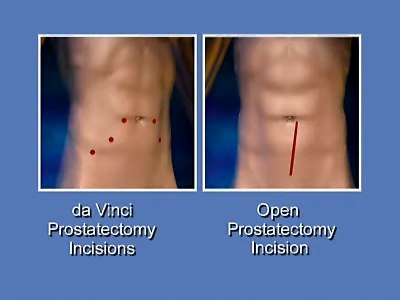 da Vinci
Prostatectomy
Incisions
Open
Prostatectomy
Incision